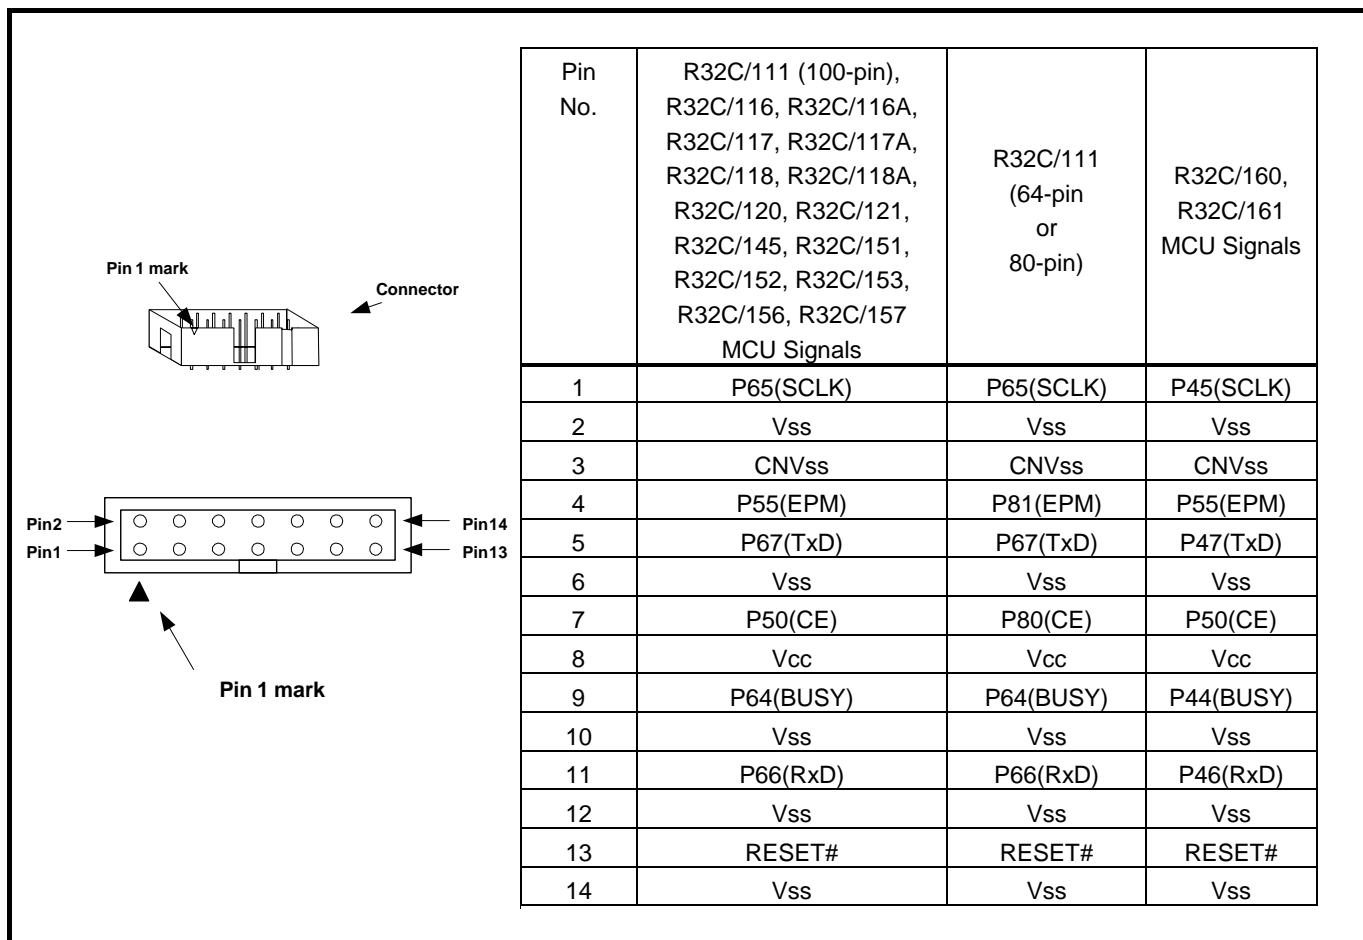 Pin 1 mark
Connector
Pin2
Pin14
Pin1
Pin13
Pin 1 mark
Pin
No.
R32C/111 (100-pin),
R32C/116, R32C/116A,
R32C/117, R32C/117A,
R32C/118, R32C/118A,
R32C/120, R32C/121,
R32C/145, R32C/151,
R32C/152, R32C/153,
R32C/156, R32C/157
MCU Signals
R32C/111
(64-pin
or
80-pin)
R32C/160,
R32C/161
MCU Signals
1 P65(SCLK) P65(SCLK) P45(SCLK)
2 Vss Vss Vss
3 CNVss CNVss CNVss
4 P55(EPM) P81(EPM) P55(EPM)
5 P67(TxD) P67(TxD) P47(TxD)
6 Vss Vss Vss
7 P50(CE) P80(CE) P50(CE)
8 Vcc Vcc Vcc
9 P64(BUSY) P64(BUSY) P44(BUSY)
10 Vss Vss Vss
11 P66(RxD) P66(RxD) P46(RxD)
12 Vss Vss Vss
13 RESET# RESET# RESET#
14 Vss Vss Vss